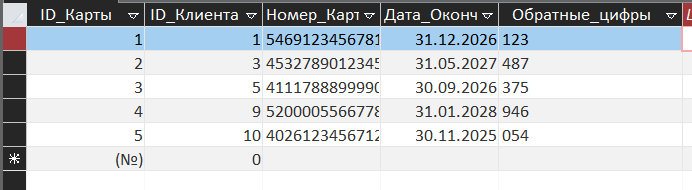 ID_Карты ID_Клиента Номер_Карт Дата_Оконч Обратные_цифры
1 1 5469123456781 31.12.2026 123
2 3 4532789012345 31.05.2027 487
3 5 4111788899990 30.09.2026 375
4 9 5200005566778 31.01.2028 946
5 10 4026123456712 30.11.2025 054
(№) 0